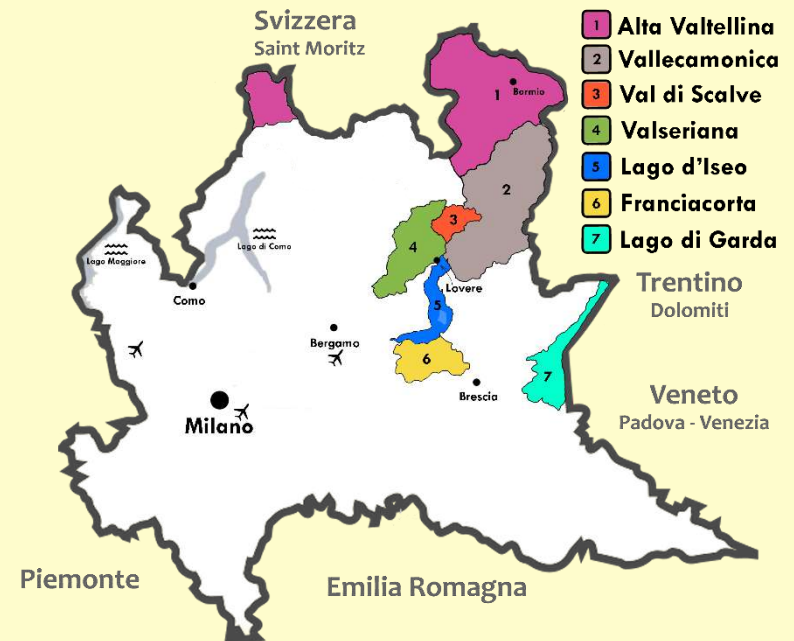 Svizzera
Saint Moritz
1 Alta Valtellina
2 Vallecamonica
3 Val di Scalve
4 Valseriana
5 Lago d'Iseo
6 Franciacorta
7 Lago di Garda
1
Bormio
2
3
4
Lago di Como
Lago Maggiore
Como
Lovere
5
Bergamo
6
7
Brescia
Milano
Trentino
Dolomiti
Veneto
Padova - Venezia
Piemonte
Emilia Romagna